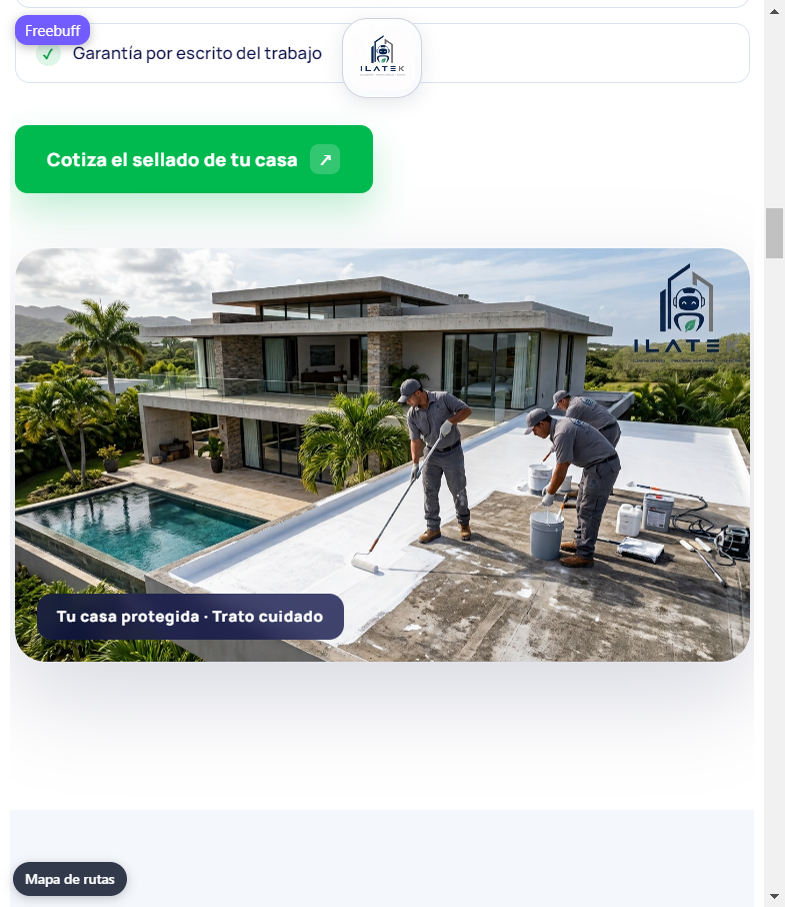 Freebuff
✓ Garantía por escrito del trabajo
ILATEK
Cotiza el sellado de tu casa ↗
ILATE
Tu casa protegida · Trato cuidado
Mapa de rutas